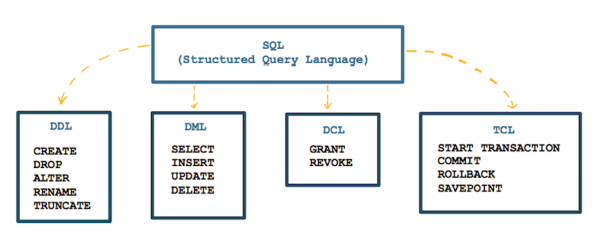 SQL
(Structured Query Language)
DDL
CREATE
DROP
ALTER
RENAME
TRUNCATE
DML
SELECT
INSERT
UPDATE
DELETE
DCL
GRANT
REVOKE
TCL
START TRANSACTION
COMMIT
ROLLBACK
SAVEPOINT